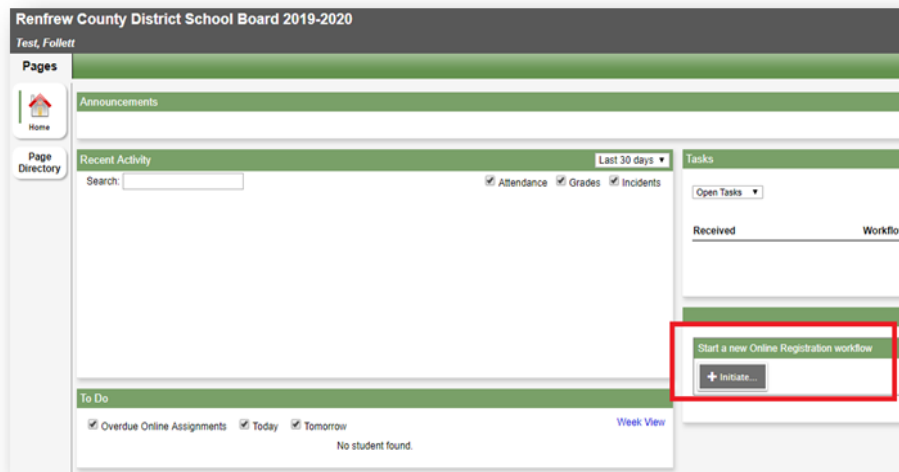 Renfrew County District School Board 2019-2020
Test, Follett
Pages
Home
Page
Directory
Announcements
Recent Activity
Last 30 days
Search:
Attendance
Grades
Incidents
To Do
Overdue Online Assignments
Today
Tomorrow
Week View
No student found.
Tasks
Open Tasks
Received
Workflo
Start a new Online Registration workflow
+ Initiate...